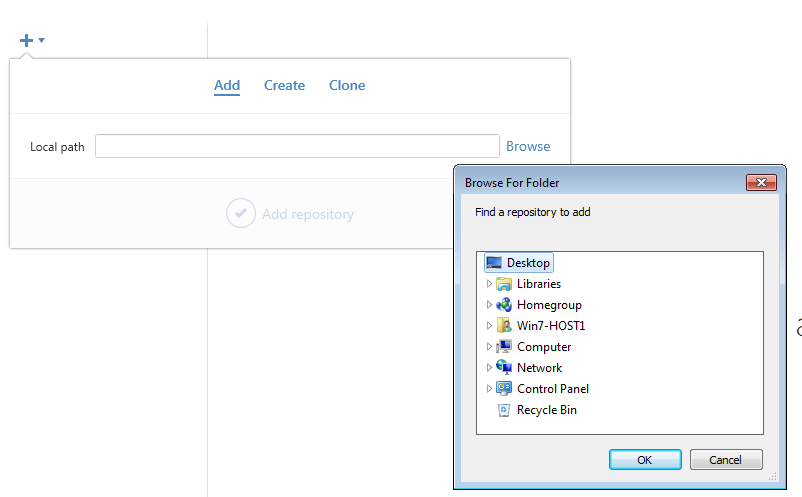 Add Create Clone
Local path Browse
Add repository
Browse For Folder
Find a repository to add
Desktop
Libraries
Homegroup
Win7-HOST1
Computer
Network
Control Panel
Recycle Bin
OK Cancel